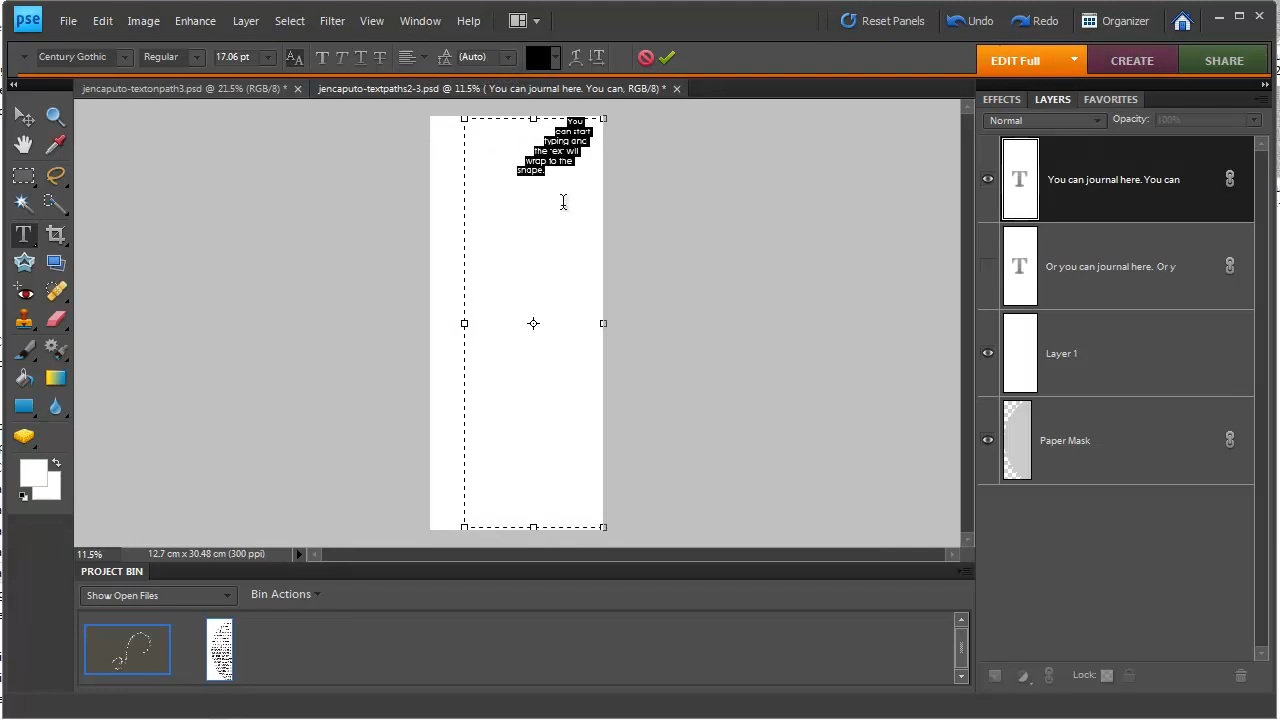 pse File Edit Image Enhance Layer Select Filter View Window Help Reset Panels Undo Redo Organizer
Century Gothic Regular 17.06 pt (Auto) EDIT Full CREATE SHARE
jencaputo-textonpath3.psd @ 21.5% (RGB/8) * jencaputo-textpaths2-3.psd @ 11.5% ( You can journal here. You can, RGB/8) *
EFFECTS LAYERS FAVORITES
Normal Opacity: 100%
You
can start
typing and
the text will
wrap to the
shape.
T You can journal here. You can
T Or you can journal here. Or y
Layer 1
Paper Mask
11.5% 12.7 cm x 30.48 cm (300 ppi)
PROJECT BIN
Show Open Files Bin Actions
Lock: